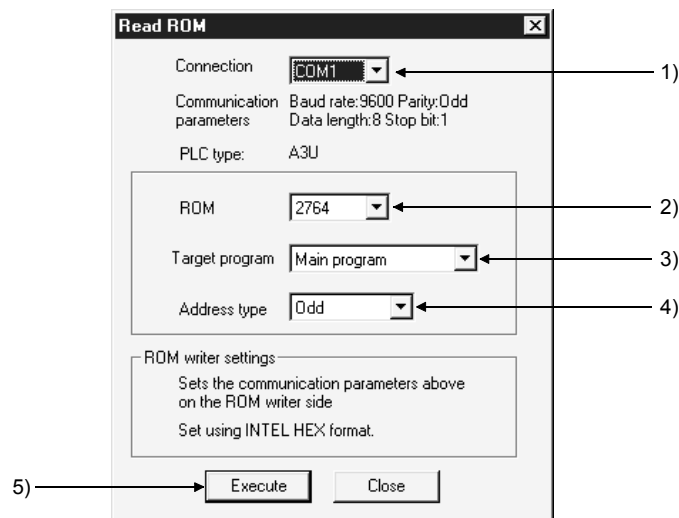 Read ROM
Connection COM1 1)
Communication Baud rate:9600 Parity:Odd
parameters Data length:8 Stop bit:1
PLC type: A3U
ROM 2764 2)
Target program Main program 3)
Address type Odd 4)
ROM writer settings
Sets the communication parameters above
on the ROM writer side
Set using INTEL HEX format.
5) Execute Close